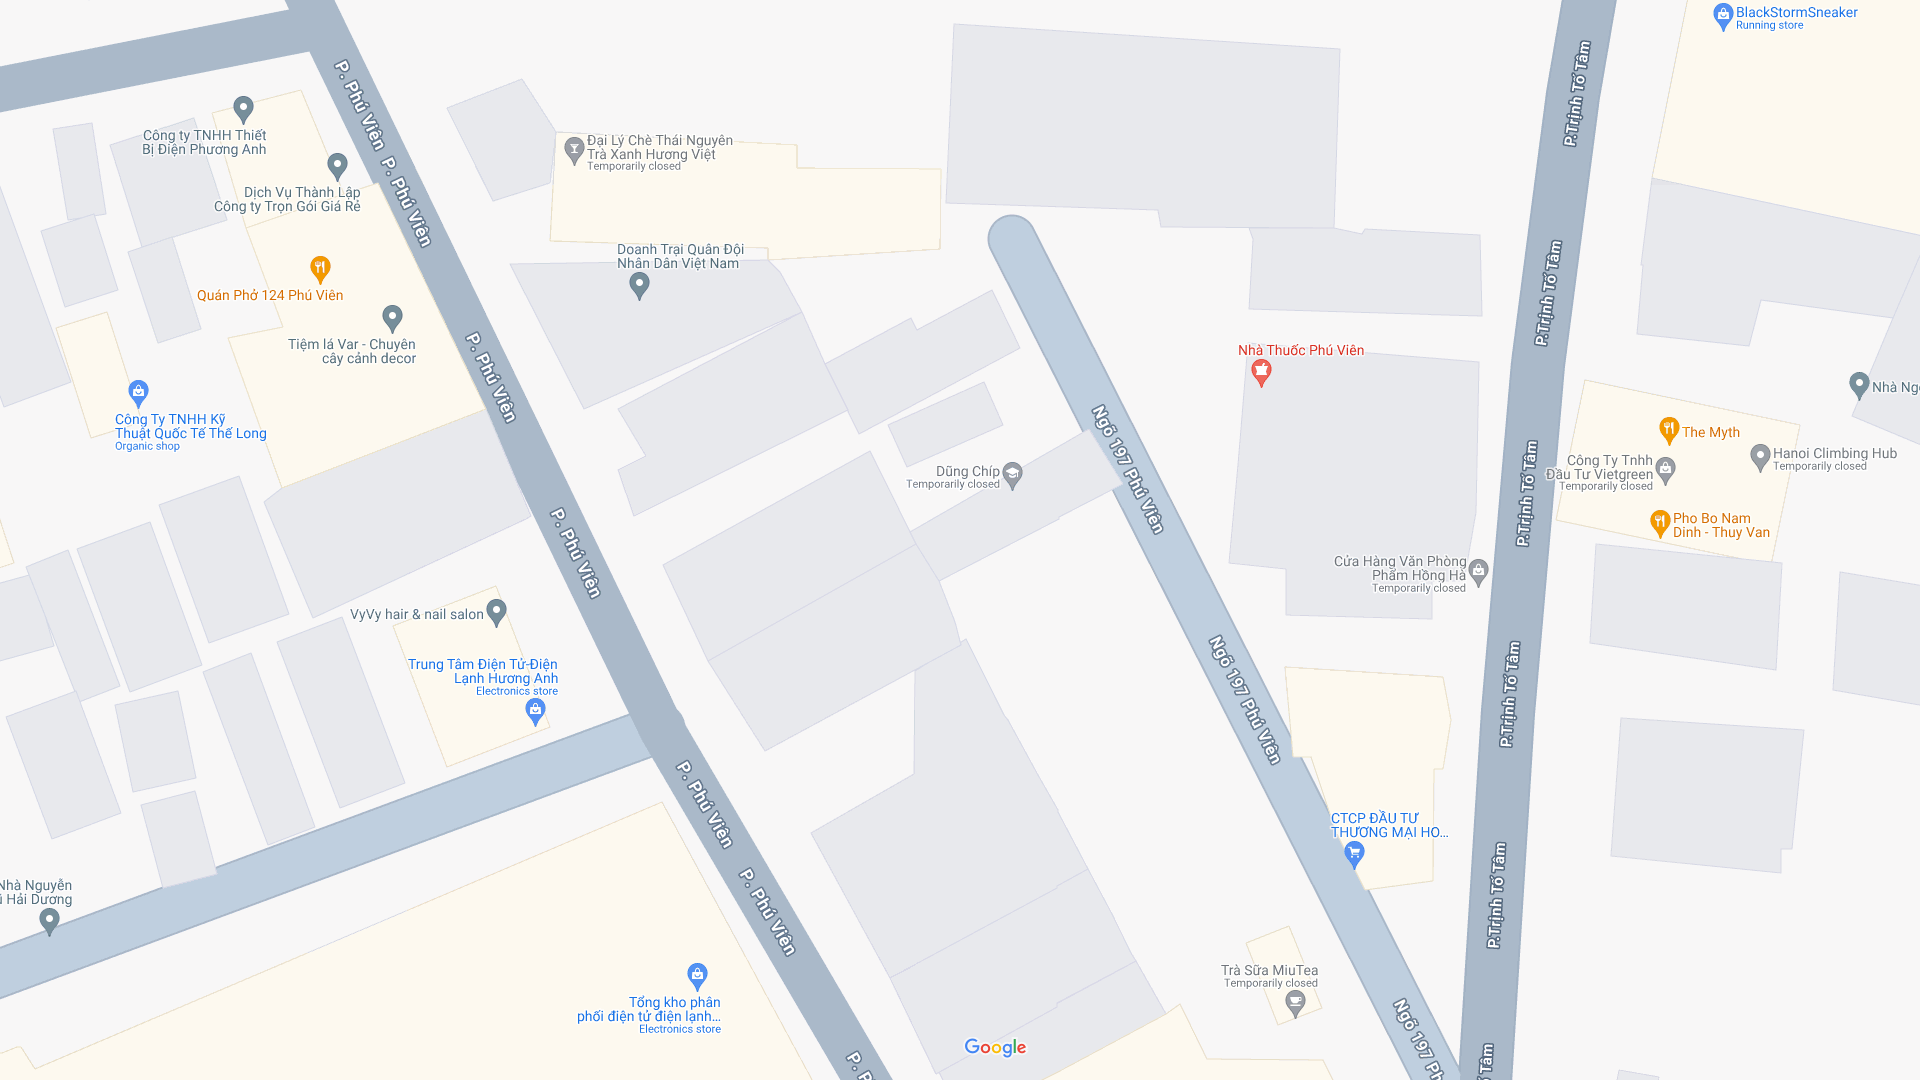 BlackStormSneaker
Running store
P. Phú Viên
P. Phú Viên
P. Phú Viên
P. Phú Viên
P. Phú Viên
P. Phú Viên
Công ty TNHH Thiết
Bị Điện Phương Anh
Dịch Vụ Thành Lập
Công ty Trọn Gói Giá Rẻ
Đại Lý Chè Thái Nguyên
Trà Xanh Hương Việt
Temporarily closed
Doanh Trại Quân Đội
Nhân Dân Việt Nam
Quán Phở 124 Phú Viên
Tiệm lá Var - Chuyên
cây cảnh decor
Công Ty TNHH Kỹ
Thuật Quốc Tế Thế Long
Organic shop
Nhà Thuốc Phú Viên
P.Trịnh Tố Tâm
P.Trịnh Tố Tâm
P.Trịnh Tố Tâm
P.Trịnh Tố Tâm
P.Trịnh Tố Tâm
Tố Tâm
Nhà Ngo
The Myth
Công Ty Tnhh
Đầu Tư Vietgreen
Temporarily closed
Hanoi Climbing Hub
Temporarily closed
Pho Bo Nam
Dinh - Thuy Van
Dũng Chíp
Temporarily closed
Ngõ 197 Phú Viên
Ngõ 197 Phú Viên
Ngõ 197 Ph
Cửa Hàng Văn Phòng
Phẩm Hồng Hà
Temporarily closed
VyVy hair & nail salon
Trung Tâm Điện Tử-Điện
Lạnh Hương Anh
Electronics store
CTCP ĐẦU TƯ
THƯƠNG MẠI HO...
Nhà Nguyễn
Hải Dương
Trà Sữa MiuTea
Temporarily closed
Tổng kho phân
phối điện tử điện lạnh...
Electronics store
Google
P. P